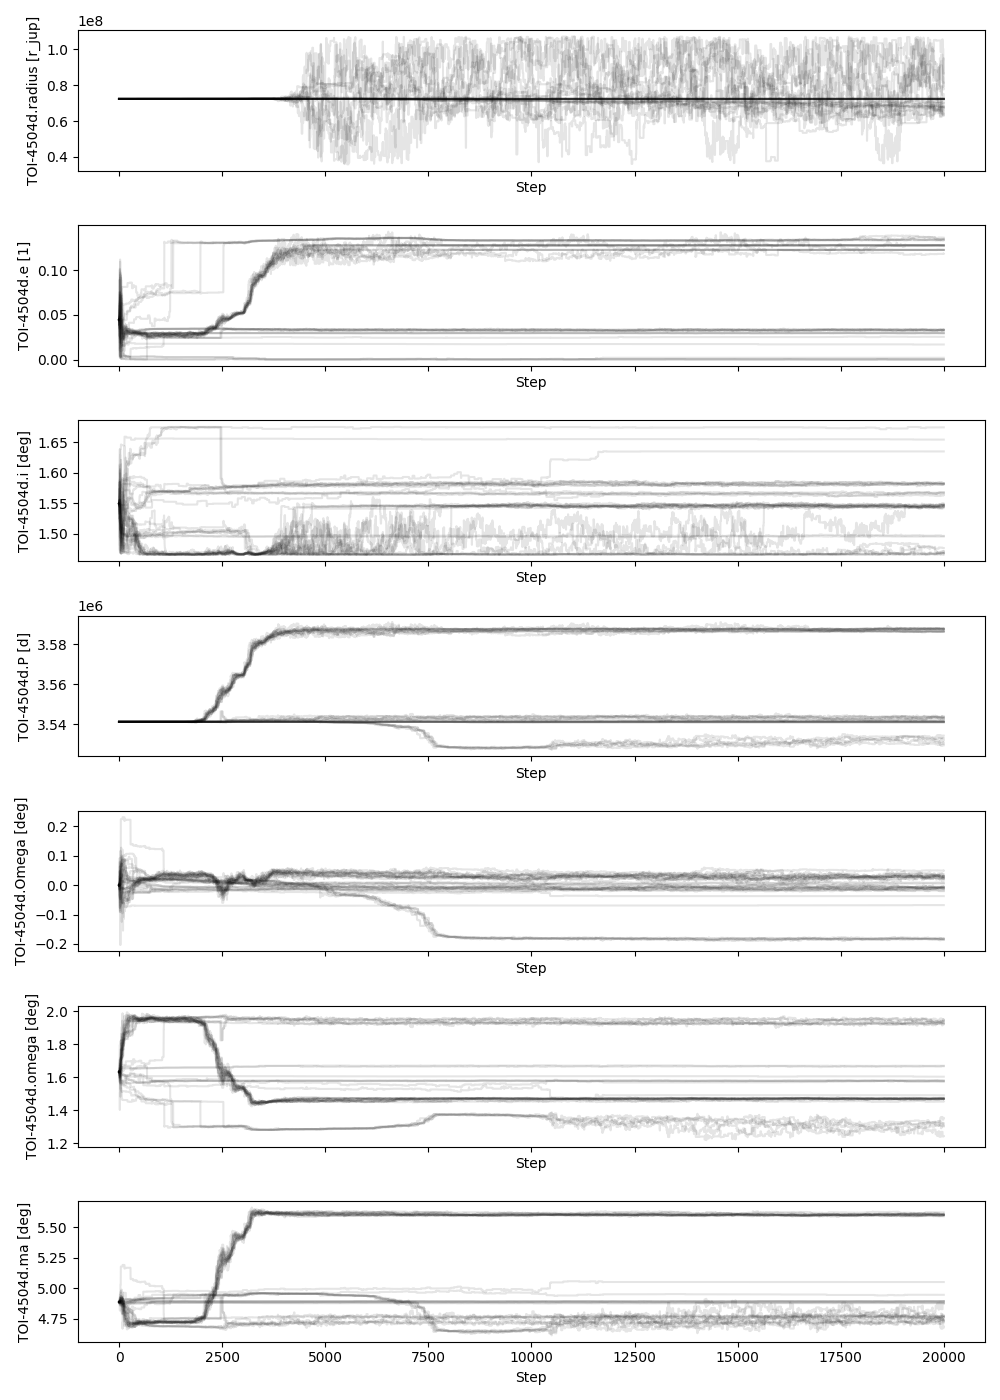 1e8
TOI-4504d.radius [r_jup]
1.0
0.8
0.6
0.4
Step
TOI-4504d.e [1]
0.10
0.05
0.00
Step
TOI-4504d.i [deg]
1.65
1.60
1.55
1.50
Step
1e6
TOI-4504d.P [d]
3.58
3.56
3.54
Step
TOI-4504d.Omega [deg]
0.2
0.1
0.0
−0.1
−0.2
Step
TOI-4504d.omega [deg]
2.0
1.8
1.6
1.4
1.2
Step
TOI-4504d.ma [deg]
5.50
5.25
5.00
4.75
0 2500 5000 7500 10000 12500 15000 17500 20000
Step